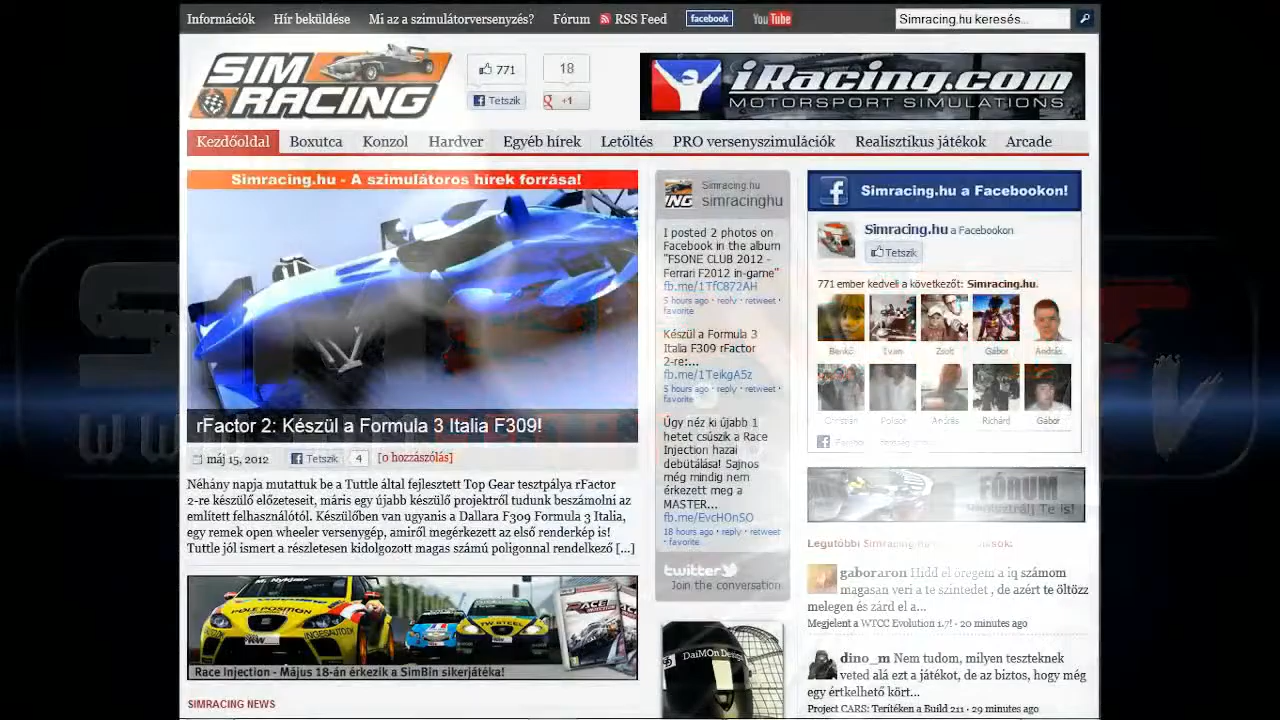 Információk Hír beküldése Mi az a szimulátorversenyzés? Fórum RSS Feed facebook YouTube Simracing.hu keresés...
SIM RACING
771
Tetszik
18
+1
iRacing.com
MOTORSPORT SIMULATIONS
Kezdőoldal Boxutca Konzol Hardver Egyéb hírek Letöltés PRO versenyszimulációk Realisztikus játékok Arcade
Simracing.hu - A szimulátoros hírek forrása!
rFactor 2: Készül a Formula 3 Italia F309!
máj 15, 2012 Tetszik 4 [0 hozzászólás]
Néhány napja mutattuk be a Tuttle által fejlesztett Top Gear tesztpálya rFactor
2-re készülő előzeteseit, máris egy újabb készülő projektről tudunk beszámolni az
említett felhasználótól. Készülőben van ugyanis a Dallara F309 Formula 3 Italia,
egy remek open wheeler versenygép, amiről megérkezett az első renderkép is!
Tuttle jól ismert a részletesen kidolgozott magas számú poligonnal rendelkező [...]
POLE POSITION
Race Injection - Május 18-án érkezik a SimBin sikerjátéka!
SIMRACING NEWS
Simracing.hu
simracinghu
I posted 2 photos on
Facebook in the album
"FSONE CLUB 2012 -
Ferrari F2012 in-game"
fb.me/1TfC872AH
5 hours ago · reply · retweet ·
favorite
Készül a Formula 3
Italia F309 rFactor
2-re:...
fb.me/1TeikgA5z
5 hours ago · reply · retweet ·
favorite
Úgy néz ki újabb 1
hetet csúszik a Race
Injection hazai
debütálása! Sajnos
még mindig nem
érkezett meg a
MASTER...
fb.me/EvcHOnSO
18 hours ago · reply · retweet
· favorite
twitter
Join the conversation
DaiMOn
Simracing.hu a Facebookon!
Simracing.hu a Facebookon
Tetszik
771 ember kedveli a következőt: Simracing.hu.
Benkő Ivan Zsolt Gábor András
Christian András Richárd Gábor
FÓRUM
Te is!
Legutóbbi
gaboraron Hidd el öregem a iq számom
magasan veri a te szintedet , de azért te öltözz
melegen és zárd el a...
Megjelent a WTCC Evolution 1.7! · 20 minutes ago
dino_m Nem tudom, milyen teszteknek
veted alá ezt a játékot, de az biztos, hogy még
egy értkelhető kört...
Project CARS: Terítéken a Build 211 · 29 minutes ago